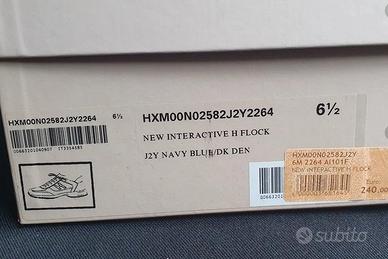 HXM00N02582J2Y2264
6½
HXM00N02582J2Y2264
6½
NEW INTERACTIVE H FLOCK
J2Y NAVY BLUE/DK DEN
HXM00N02582J2Y
6M 2264 AI101F
NEW INTERACTIVE H FLOCK
Euro
240,00
subito